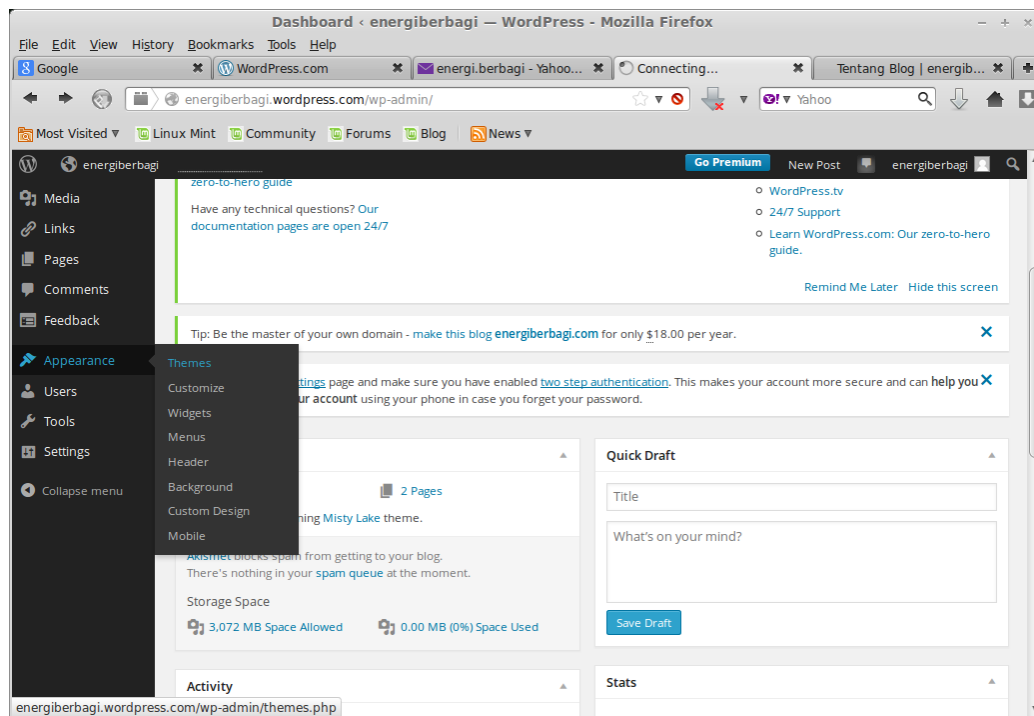 Dashboard ‹ energiberbagi — WordPress - Mozilla Firefox
File Edit View History Bookmarks Tools Help
Google WordPress.com energi.berbagi - Yahoo... Connecting... Tentang Blog | energib...
energiberbagi.wordpress.com/wp-admin/ Yahoo
Most Visited Linux Mint Community Forums Blog News
energiberbagi Go Premium New Post energiberbagi
Media
Links
Pages
Comments
Feedback
Appearance
Users
Tools
Settings
Collapse menu
Themes
Customize
Widgets
Menus
Header
Background
Custom Design
Mobile
zero-to-hero guide
Have any technical questions? Our
documentation pages are open 24/7
WordPress.tv
24/7 Support
Learn WordPress.com: Our zero-to-hero
guide.
Remind Me Later Hide this screen
Tip: Be the master of your own domain - make this blog energiberbagi.com for only $18.00 per year.
page and make sure you have enabled two step authentication. This makes your account more secure and can help you
account using your phone in case you forget your password.
2 Pages
Misty Lake theme.
Akismet blocks spam from getting to your blog.
There's nothing in your spam queue at the moment.
Storage Space
3,072 MB Space Allowed 0.00 MB (0%) Space Used
Activity
Quick Draft
Title
What's on your mind?
Save Draft
Stats
energiberbagi.wordpress.com/wp-admin/themes.php